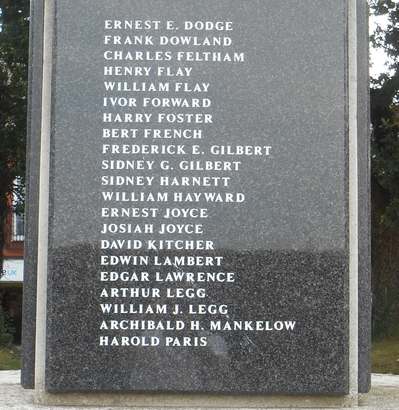 ERNEST E. DODGE
FRANK DOWLAND
CHARLES FELTHAM
HENRY FLAY
WILLIAM FLAY
IVOR FORWARD
HARRY FOSTER
BERT FRENCH
FREDERICK E. GILBERT
SIDNEY G. GILBERT
SIDNEY HARNETT
WILLIAM HAYWARD
ERNEST JOYCE
JOSIAH JOYCE
DAVID KITCHER
EDWIN LAMBERT
EDGAR LAWRENCE
ARTHUR LEGG
WILLIAM J. LEGG
ARCHIBALD H. MANKELOW
HAROLD PARIS